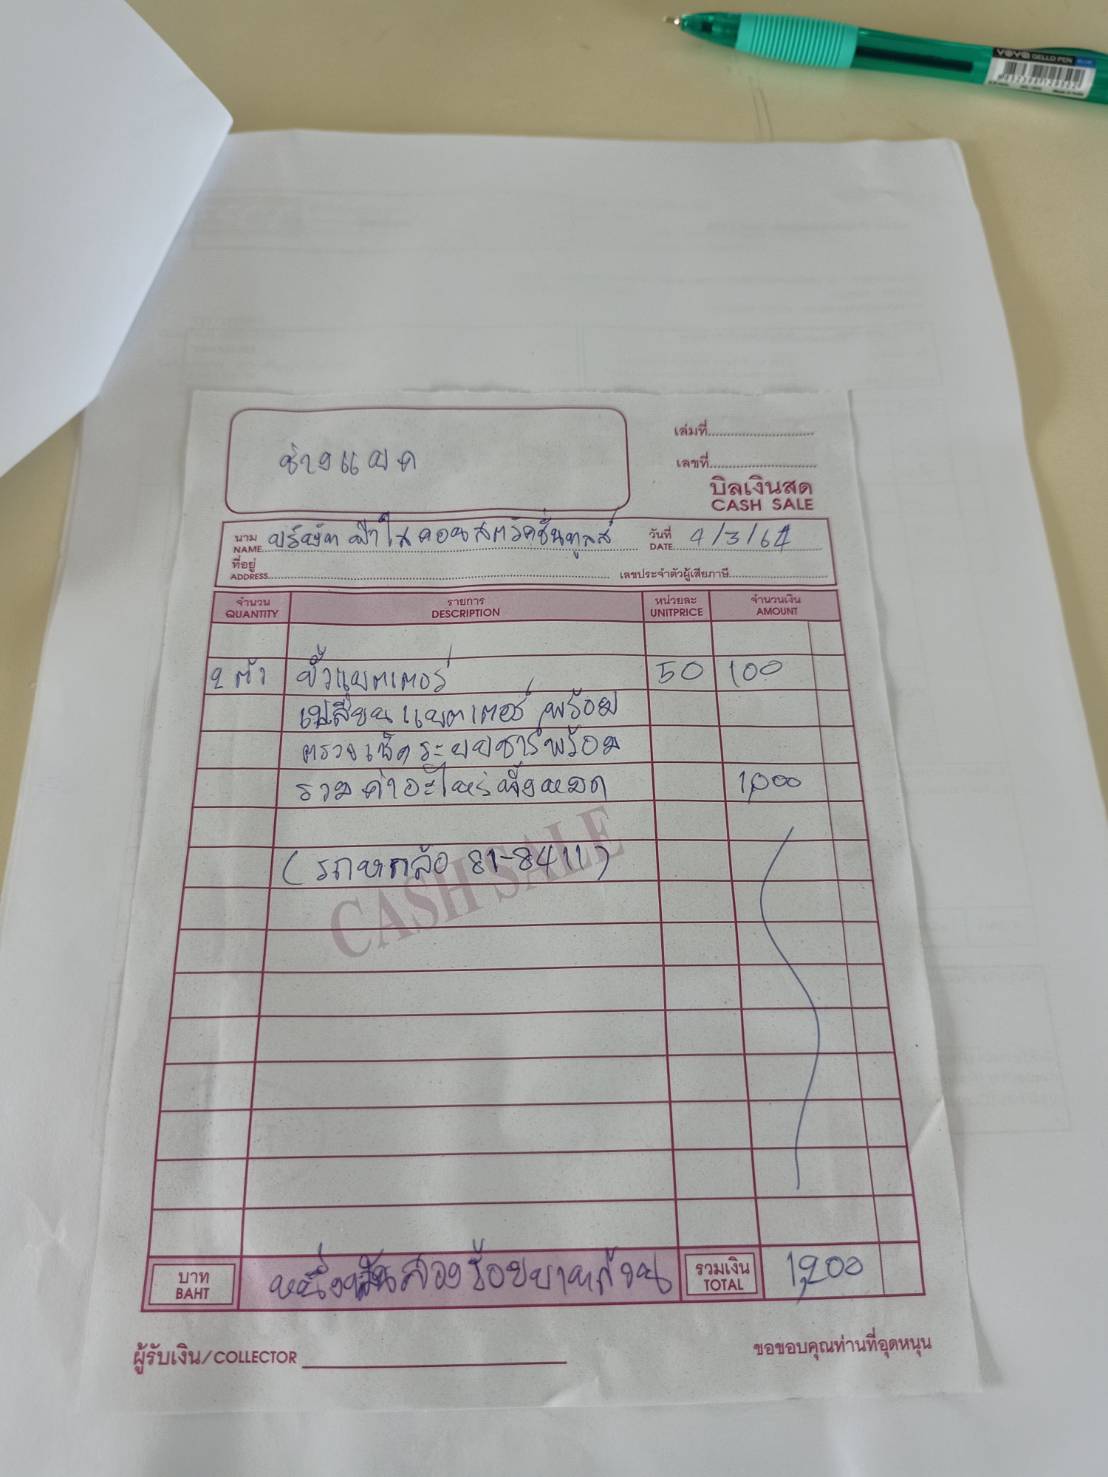 YOYA GELLO PEN BLUE
ช่างแยค
เล่มที่
เลขที่
บิลเงินสด
CASH SALE
นาม บริษัท ฟ้าใส คอนสตรัคชั่นทูลส์ วันที่
NAME DATE 4/3/64
ที่อยู่
ADDRESS เลขประจำตัวผู้เสียภาษี
จำนวน รายการ หน่วยละ จำนวนเงิน
QUANTITY DESCRIPTION UNITPRICE AMOUNT
2 ตัว ขั้วแบตเตอร์ 50 100
เปลี่ยนแบตเตอร์ พร้อม
ตรวจเช็คระบบชาร์พร้อม
รวมค่าอะไหร่ทั้งหมด 1,000
(รถหกล้อ 81-8411)
CASH SALE
บาท หนึ่งพันสองร้อยบาทถ้วน รวมเงิน 1,200
BAHT TOTAL
ผู้รับเงิน/COLLECTOR
ขอขอบคุณท่านที่อุดหนุน